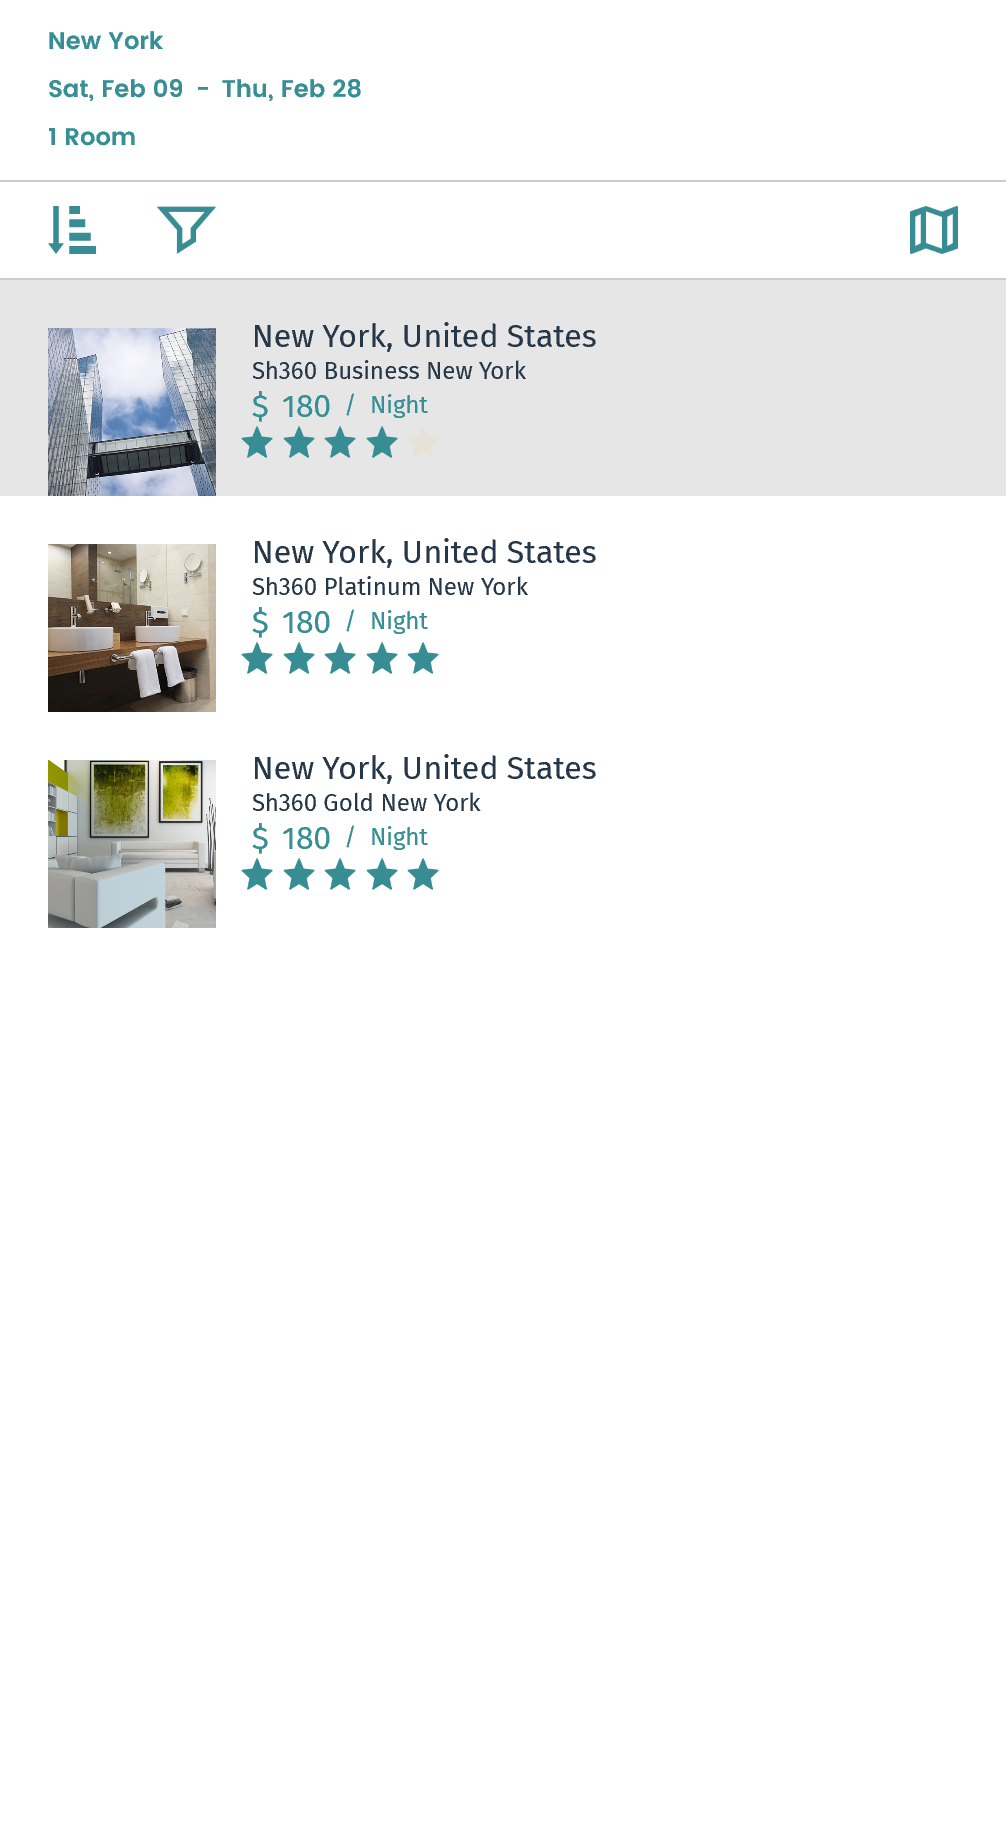 New York
Sat, Feb 09 - Thu, Feb 28
1 Room
New York, United States
Sh360 Business New York
$ 180 / Night
New York, United States
Sh360 Platinum New York
$ 180 / Night
New York, United States
Sh360 Gold New York
$ 180 / Night